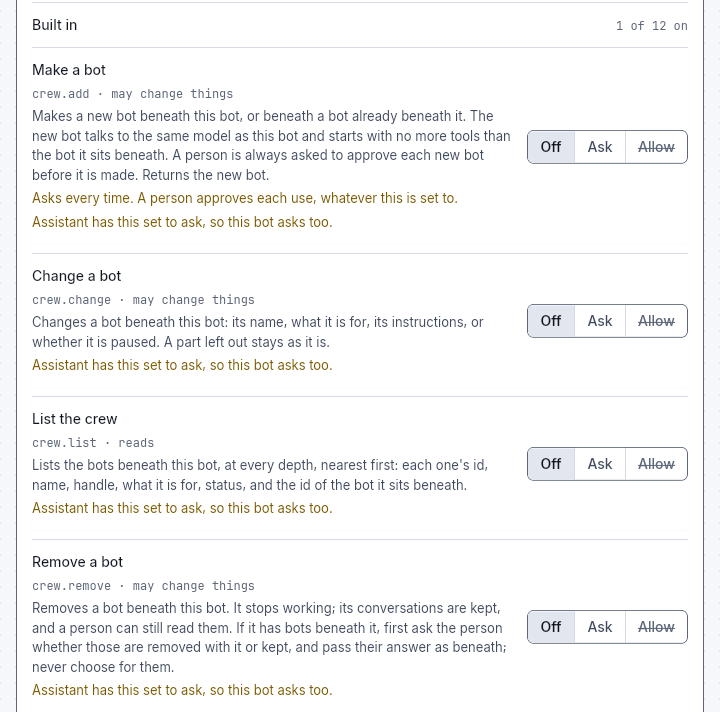 Built in
1 of 12 on
Make a bot
crew.add · may change things
Makes a new bot beneath this bot, or beneath a bot already beneath it. The
new bot talks to the same model as this bot and starts with no more tools than
the bot it sits beneath. A person is always asked to approve each new bot
before it is made. Returns the new bot.
Asks every time. A person approves each use, whatever this is set to.
Assistant has this set to ask, so this bot asks too.
Off Ask Allow
Change a bot
crew.change · may change things
Changes a bot beneath this bot: its name, what it is for, its instructions, or
whether it is paused. A part left out stays as it is.
Assistant has this set to ask, so this bot asks too.
Off Ask Allow
List the crew
crew.list · reads
Lists the bots beneath this bot, at every depth, nearest first: each one's id,
name, handle, what it is for, status, and the id of the bot it sits beneath.
Assistant has this set to ask, so this bot asks too.
Off Ask Allow
Remove a bot
crew.remove · may change things
Removes a bot beneath this bot. It stops working; its conversations are kept,
and a person can still read them. If it has bots beneath it, first ask the person
whether those are removed with it or kept, and pass their answer as beneath;
never choose for them.
Assistant has this set to ask, so this bot asks too.
Off Ask Allow